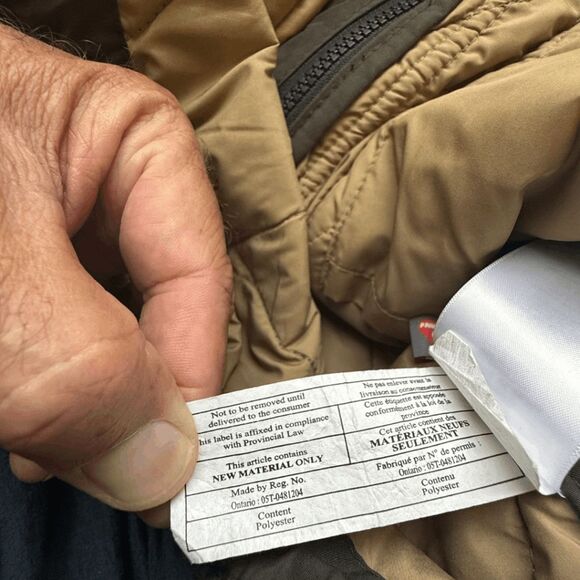 Not to be removed until
delivered to the consumer
his label is affixed in compliance
with Provincial Law
This article contains
NEW MATERIAL ONLY
Made by Reg. No.
Ontario : 05T-0481204
Content
Polyester
Ne pas enlever avant la
livraison au consommateur
Cette étiquette est apposée
conformément à la loi de la
province
Cet article contient des
MATÉRIAUX NEUFS
SEULEMENT
Fabriqué par N° de permis:
Ontario : 05T-0481204
Contenu
Polyester